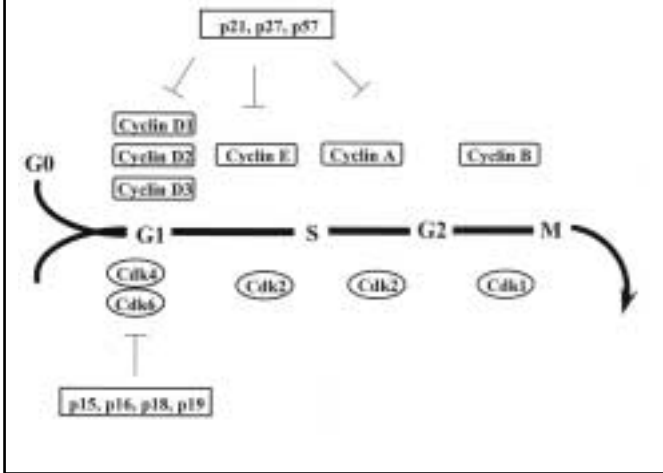 p21, p27, p57
Cyclin D1
Cyclin D2
Cyclin E
Cyclin A
Cyclin B
G0
Cyclin D3
G1
S
G2
M
Cdk4
Cdk6
Cdk2
Cdk2
Cdk1
p15, p16, p18, p19